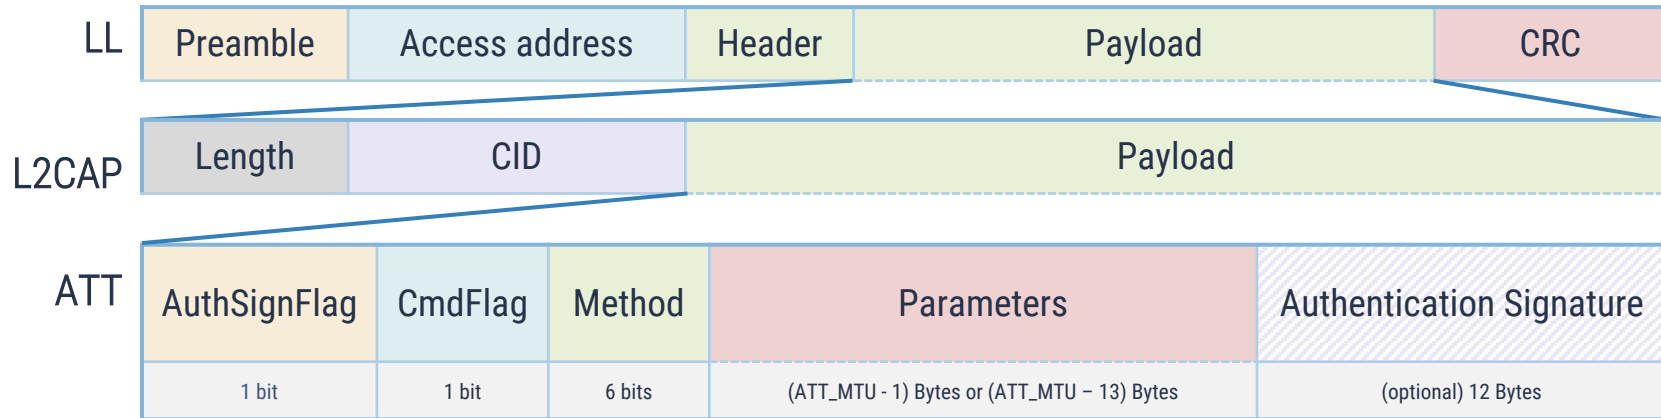 LL Preamble Access address Header Payload CRC
L2CAP Length CID Payload
ATT AuthSignFlag CmdFlag Method Parameters Authentication Signature
1 bit 1 bit 6 bits (ATT_MTU - 1) Bytes or (ATT_MTU – 13) Bytes (optional) 12 Bytes